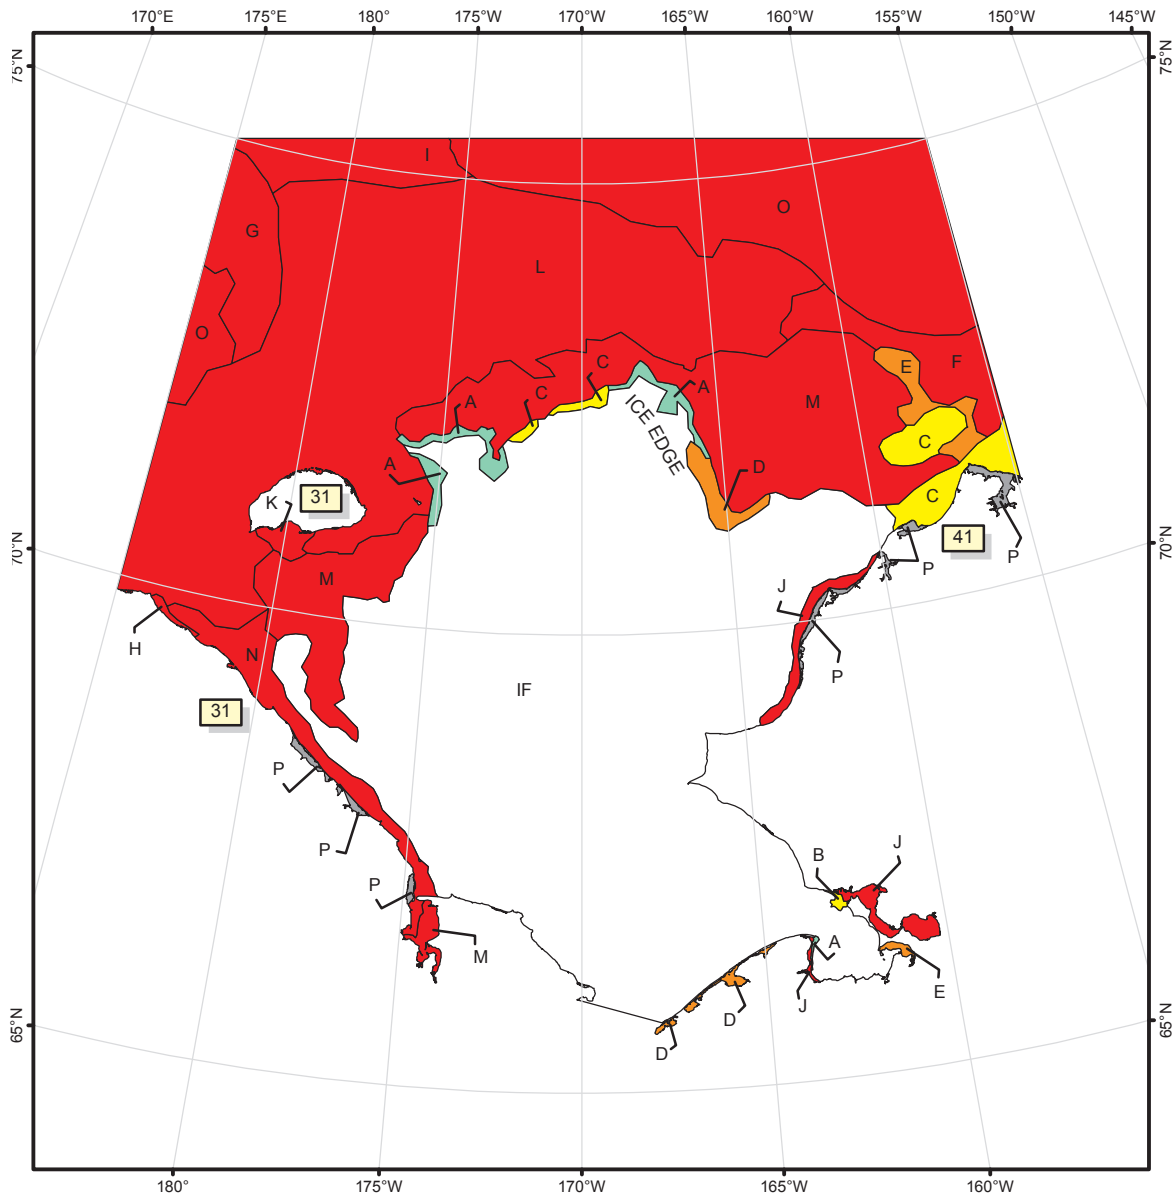 170°E 175°E 180° 175°W 170°W 165°W 160°W 155°W 150°W 145°W
75°N 75°N
I
O
G
L
O
C
E F
C A
A M
ICE EDGE
C
A D
K 31 C
70°N 41 70°N
P P
M
J
H
N P
IF
31
P
P
B J
P
A
M
E
J
D
65°N 65°N
D
180° 175°W 170°W 165°W 160°W